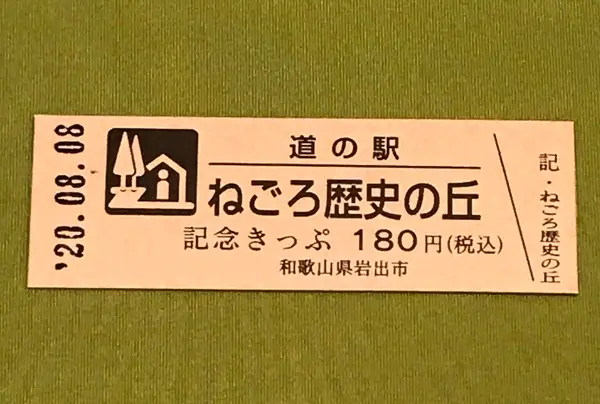 '20.08.08
道の駅
ねごろ歴史の丘
記念きっぷ 180円(税込)
和歌山県岩出市
記・ねごろ歴史の丘